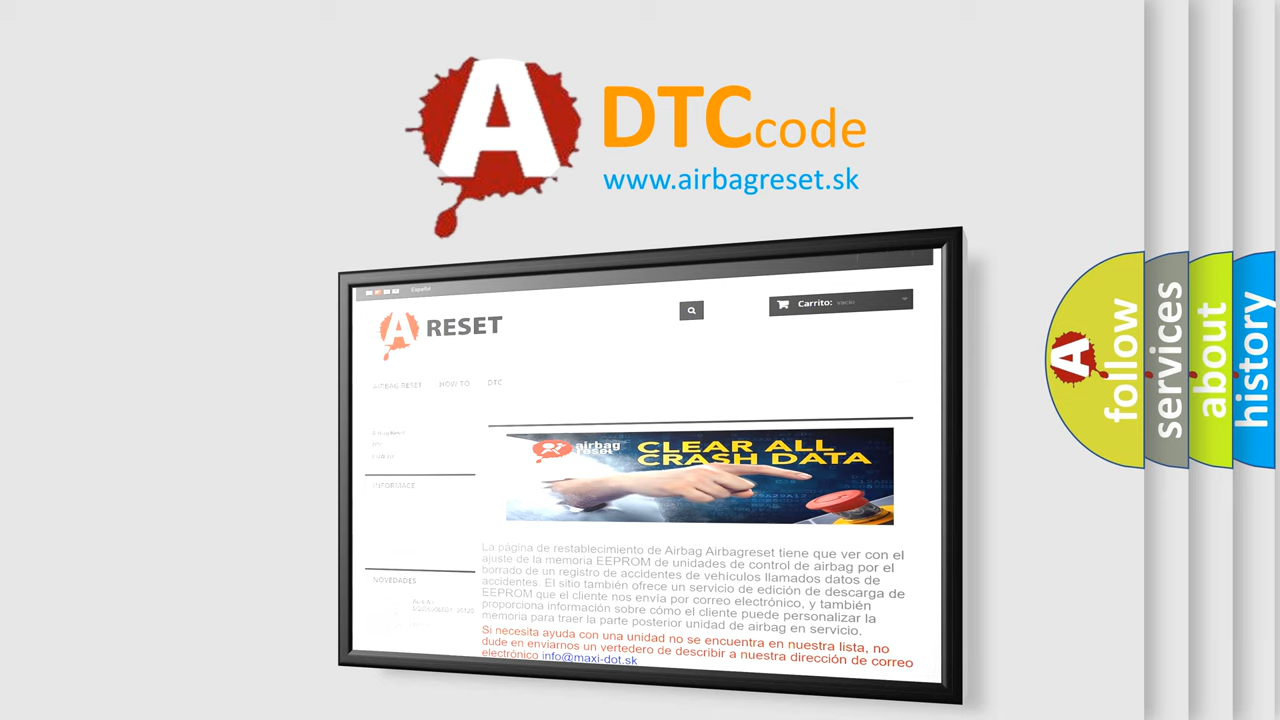 A
DTC code
www.airbagreset.sk
Español
A RESET
Carrito: vacío
AIRBAG RESET HOW TO DTC
INFORMACE
airbag
reset
CLEAR ALL
CRASH DATA
La página de restablecimiento de Airbag Airbagreset tiene que ver con el
ajuste de la memoria EEPROM de unidades de control de airbag por el
borrado de un registro de accidentes de vehículos llamados datos de
accidentes. El sitio también ofrece un servicio de edición de descarga de
EEPROM que el cliente nos envía por correo electrónico, y también
proporciona información sobre cómo el cliente puede personalizar la
memoria para traer la parte posterior unidad de airbag en servicio.
Si necesita ayuda con una unidad no se encuentra en nuestra lista, no
dude en enviarnos un vertedero de describir a nuestra dirección de correo
electrónico info@maxi-dot.sk
NOVEDADES
A
follow
services
about
history